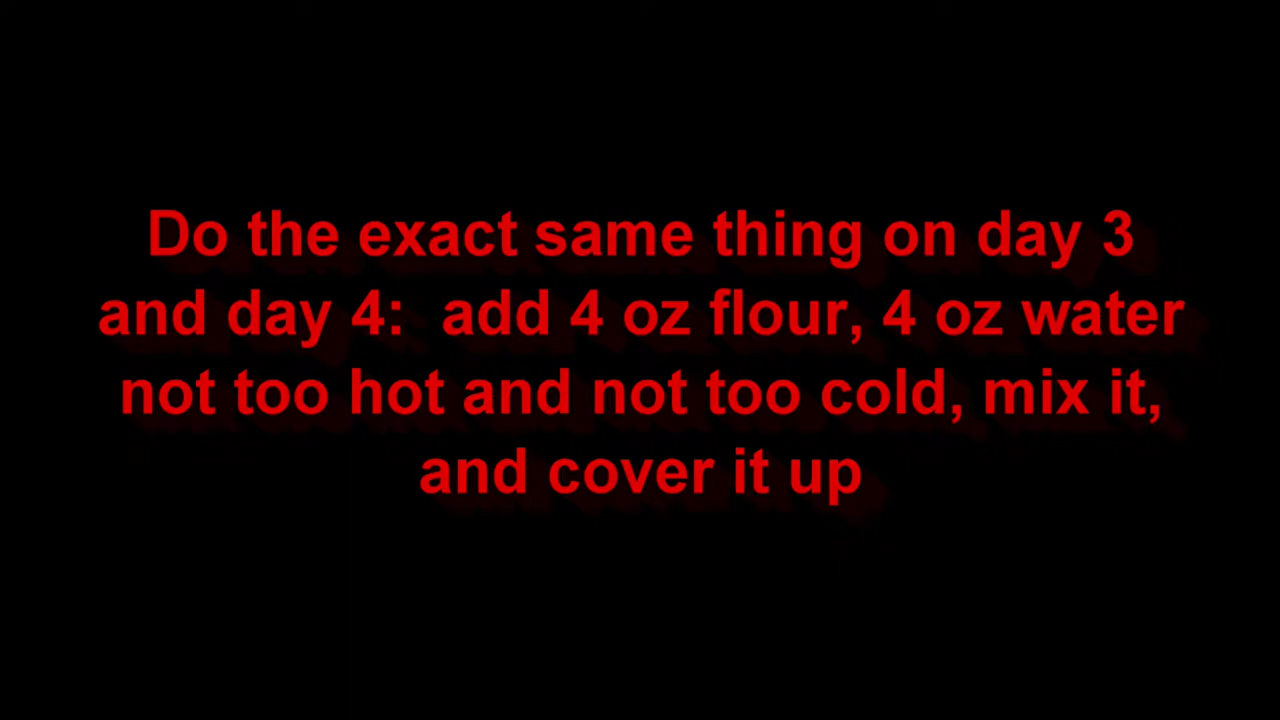 Do the exact same thing on day 3
and day 4:  add 4 oz flour, 4 oz water
not too hot and not too cold, mix it,
and cover it up